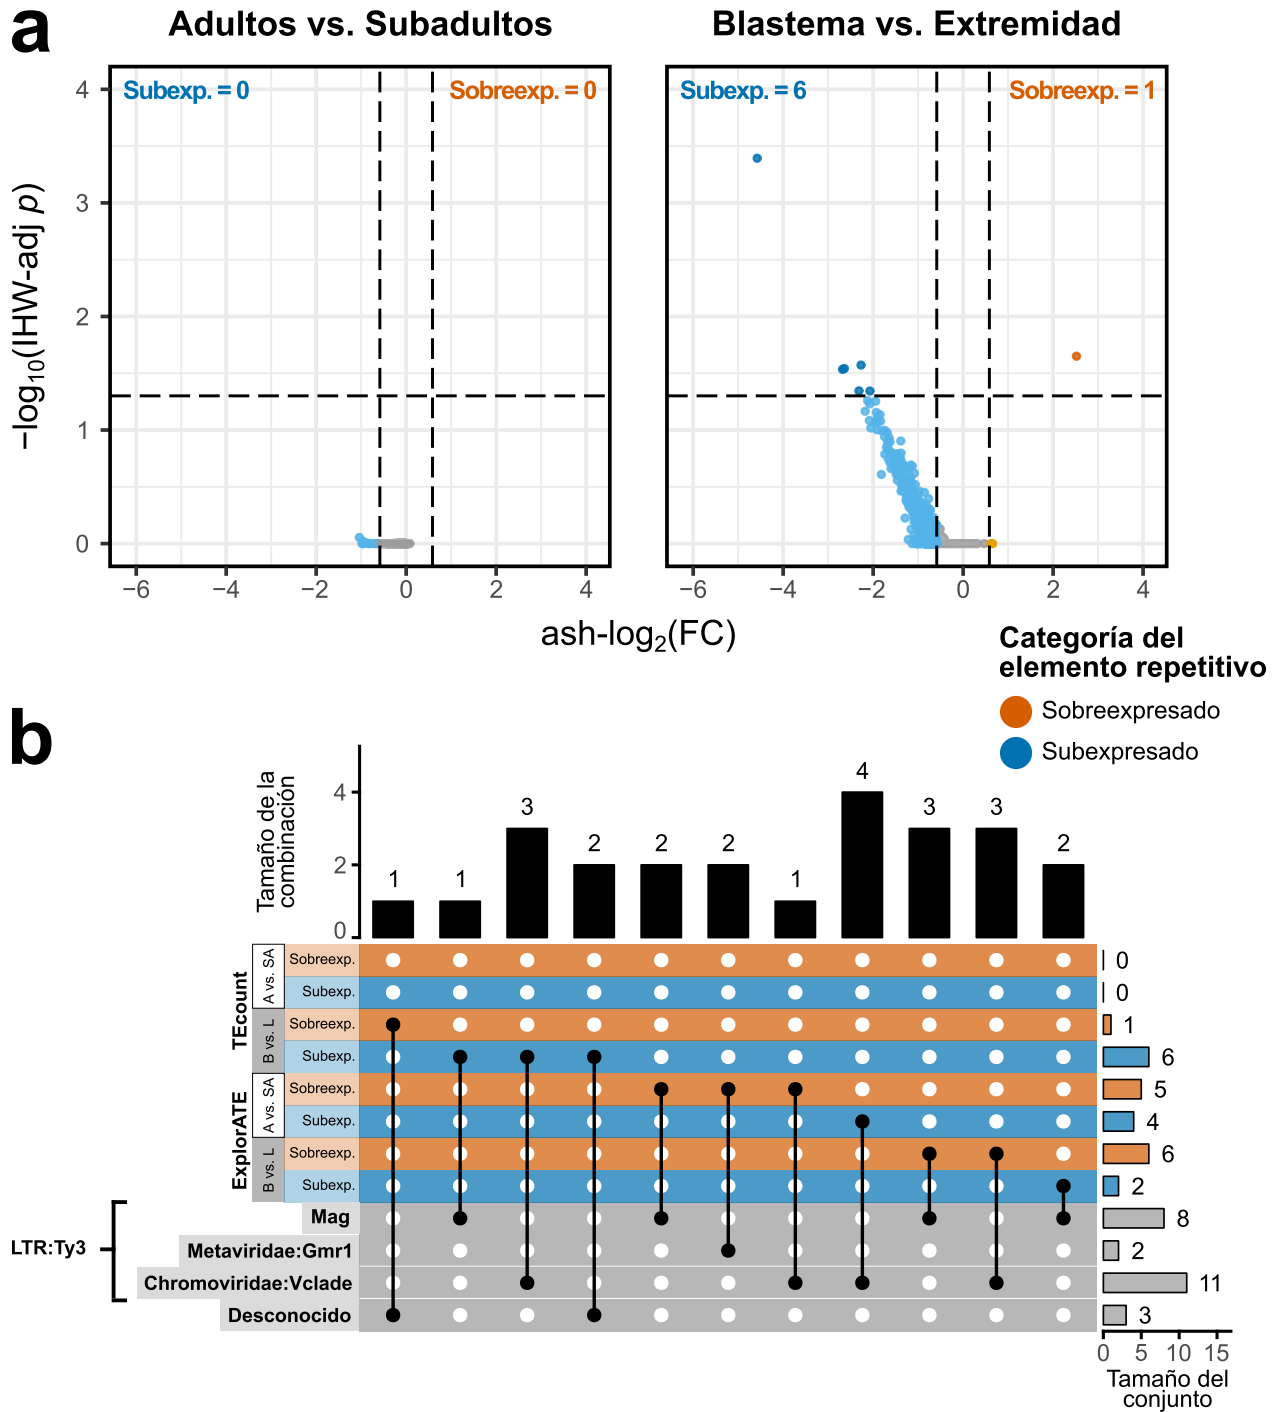 a
Adultos vs. Subadultos
Blastema vs. Extremidad
Subexp. = 0
Sobreexp. = 0
Subexp. = 6
Sobreexp. = 1
4
3
2
1
0
−log10(IHW-adj p)
−6
−4
−2
0
2
4
−6
−4
−2
0
2
4
ash-log2(FC)
Categoría del
elemento repetitivo
Sobreexpresado
Subexpresado
b
Tamaño de la
combinación
4
2
0
1
1
3
2
2
2
1
4
3
3
2
TEcount
A vs. SA
Sobreexp.
0
Subexp.
0
B vs. L
Sobreexp.
1
Subexp.
6
ExplorATE
A vs. SA
Sobreexp.
5
Subexp.
4
B vs. L
Sobreexp.
6
Subexp.
2
LTR:Ty3
Mag
8
Metaviridae:Gmr1
2
Chromoviridae:Vclade
11
Desconocido
3
0
5
10
15
Tamaño del
conjunto